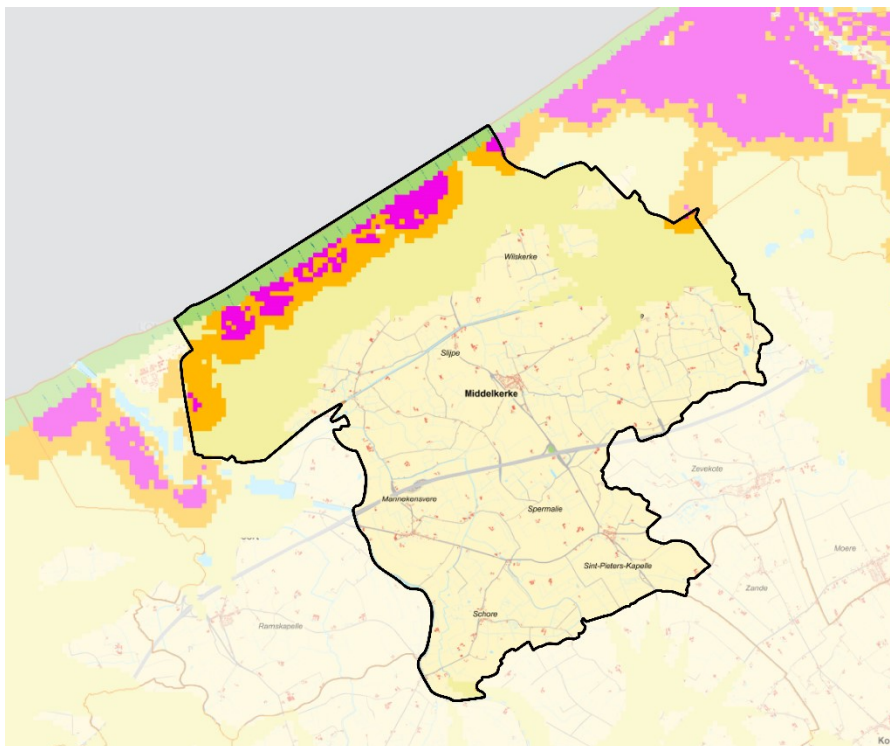 Wilskerke
Slijpe
Middelkerke
Zevekote
Mannekensvere
Spermalie
Sint-Pieters-Kapelle
Moere
Zande
Schore
Ramskapelle